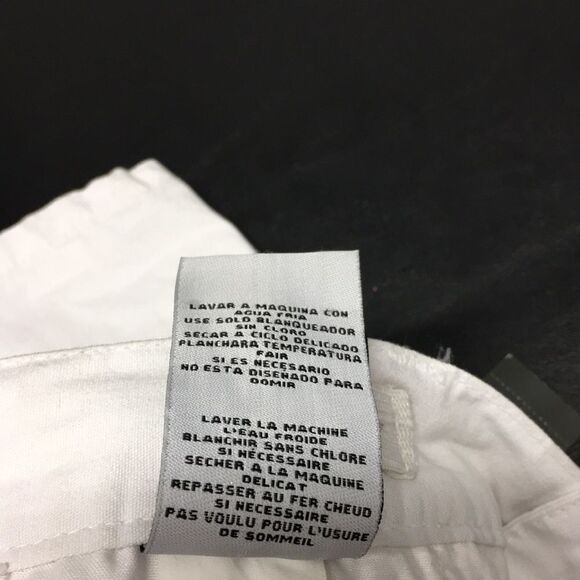 LAVAR A MAQUINA CON
AGUA FRIA
USE SOLO BLANQUEADOR
SIN CLORO
SECAR A CICLO DELICADO
PLANCHARA TEMPERATURA
FAIR
SI ES NECESARIO
NO ESTA DISENADO PARA
DOMIR
LAVER LA MACHINE
L'EAU FROIDE
BLANCHIR SANS CHLORE
SI NÉCESSAIRE
SECHER A LA MAQUINE
DELICAT
REPASSER AU FER CHEUD
SI NECESSAIRE
PAS VOULU POUR L'USURE
DE SOMMEIL